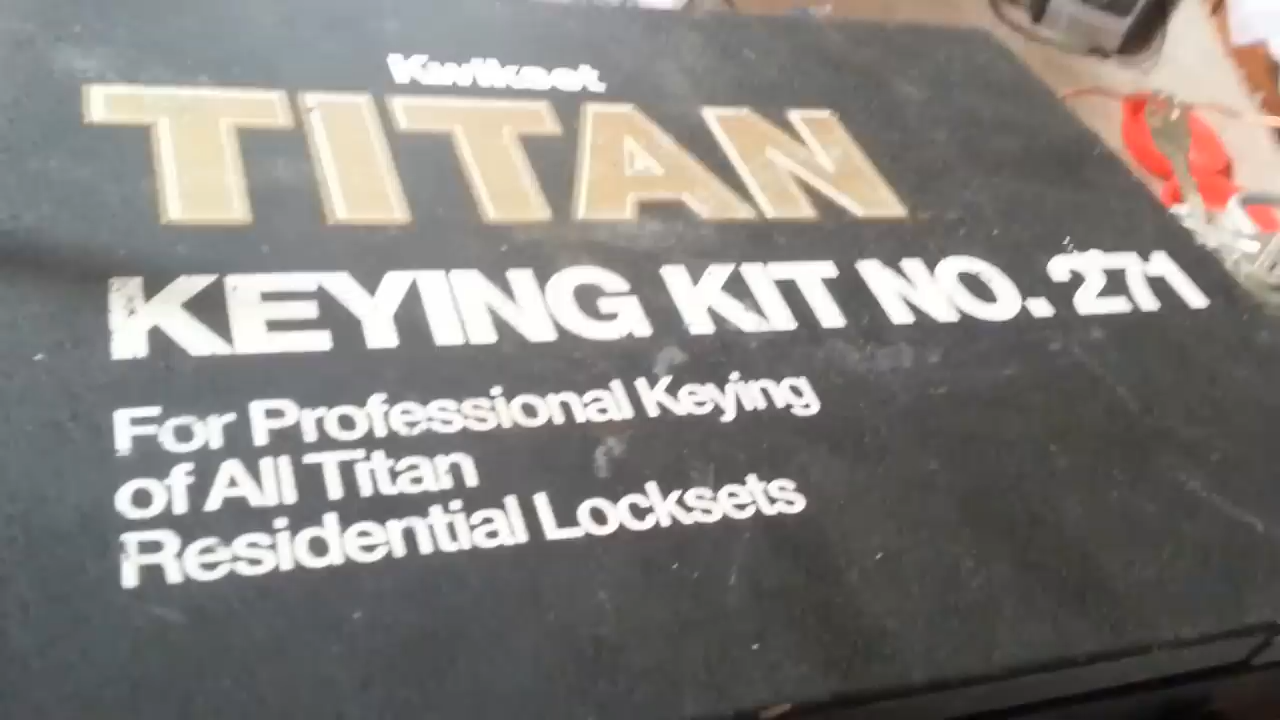 Kwikset
TITAN
KEYING KIT NO. 271
For Professional Keying
of All Titan
Residential Locksets